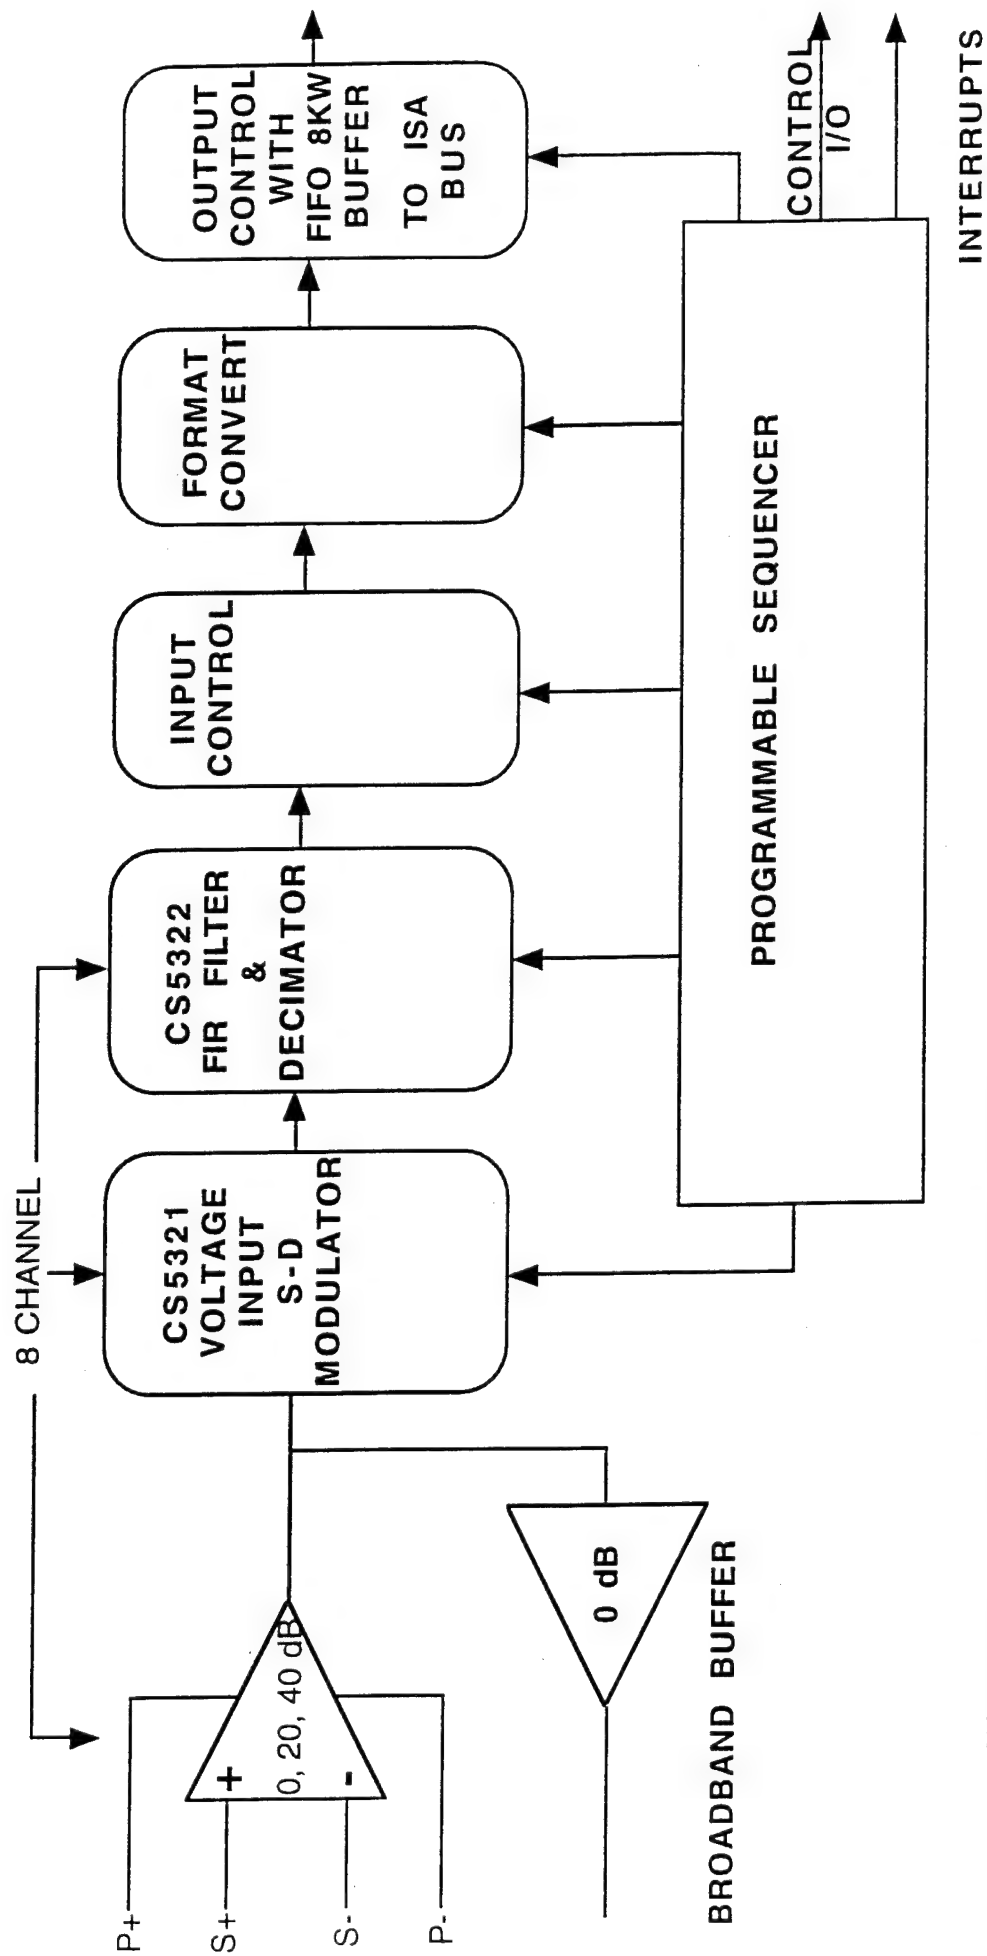 8 CHANNEL
P+
S+
S-
P-
+
-
0, 20, 40 dB
CS5321
VOLTAGE
INPUT
S-D
MODULATOR
CS5322
FIR FILTER
&
DECIMATOR
INPUT
CONTROL
FORMAT
CONVERT
OUTPUT
CONTROL
WITH
FIFO 8KW
BUFFER
TO ISA
BUS
0 dB
BROADBAND BUFFER
PROGRAMMABLE SEQUENCER
CONTROL
I/O
INTERRUPTS